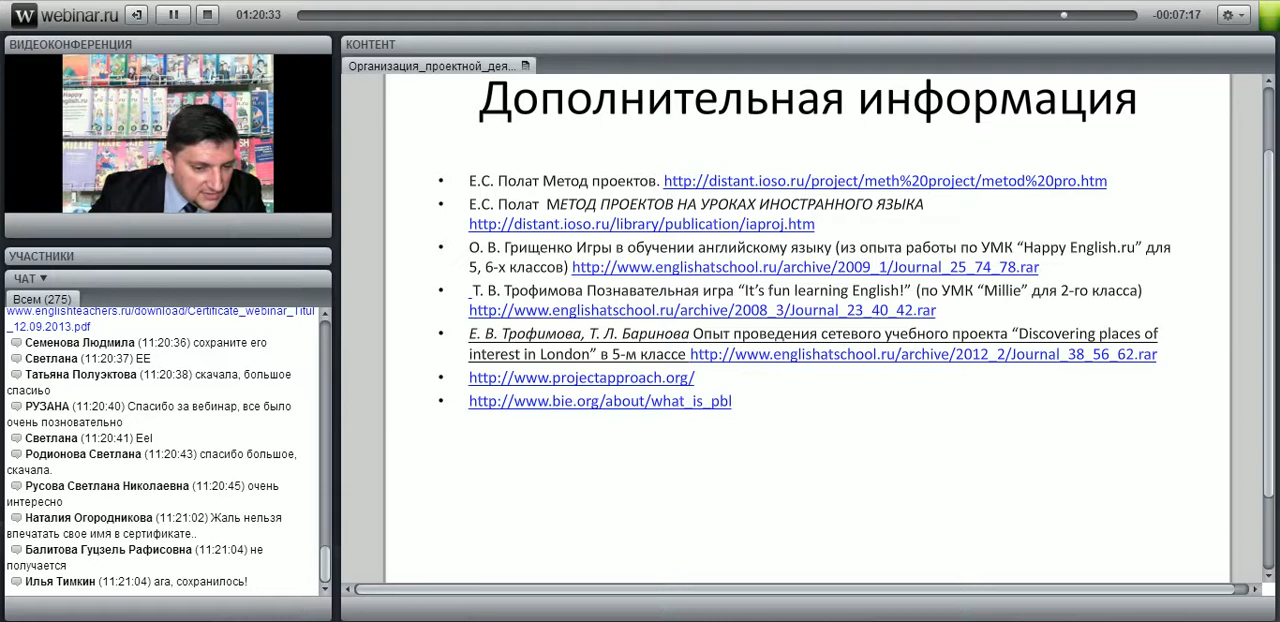 webinar.ru
01:20:33
-00:07:17
ВИДЕОКОНФЕРЕНЦИЯ
Happy
English.ru
MILLIE
УЧАСТНИКИ
ЧАТ ▼
Всем (275)
www.englishteachers.ru/download/Certificate_webinar_Titul
_12.09.2013.pdf
Семенова Людмила (11:20:36) сохраните его
Светлана (11:20:37) ЕЕ
Татьяна Полуэктова (11:20:38) скачала, большое
спасиьо
РУЗАНА (11:20:40) Спасибо за вебинар, все было
очень позновательно
Светлана (11:20:41) Eel
Родионова Светлана (11:20:43) спасибо большое,
скачала.
Русова Светлана Николаевна (11:20:45) очень
интересно
Наталия Огородникова (11:21:02) Жаль нельзя
впечатать свое имя в сертификате..
Балитова Гуцзель Рафисовна (11:21:04) не
получается
Илья Тимкин (11:21:04) ага, сохранилось!
КОНТЕНТ
Организация_проектной_дея...
Дополнительная информация
• Е.С. Полат Метод проектов. http://distant.ioso.ru/project/meth%20project/metod%20pro.htm
• Е.С. Полат МЕТОД ПРОЕКТОВ НА УРОКАХ ИНОСТРАННОГО ЯЗЫКА
http://distant.ioso.ru/library/publication/iaproj.htm
• О. В. Грищенко Игры в обучении английскому языку (из опыта работы по УМК “Happy English.ru” для
5, 6-х классов) http://www.englishatschool.ru/archive/2009_1/Journal_25_74_78.rar
• Т. В. Трофимова Познавательная игра “It’s fun learning English!” (по УМК “Millie” для 2-го класса)
http://www.englishatschool.ru/archive/2008_3/Journal_23_40_42.rar
• Е. В. Трофимова, Т. Л. Баринова Опыт проведения сетевого учебного проекта “Discovering places of
interest in London” в 5-м классе http://www.englishatschool.ru/archive/2012_2/Journal_38_56_62.rar
• http://www.projectapproach.org/
• http://www.bie.org/about/what_is_pbl